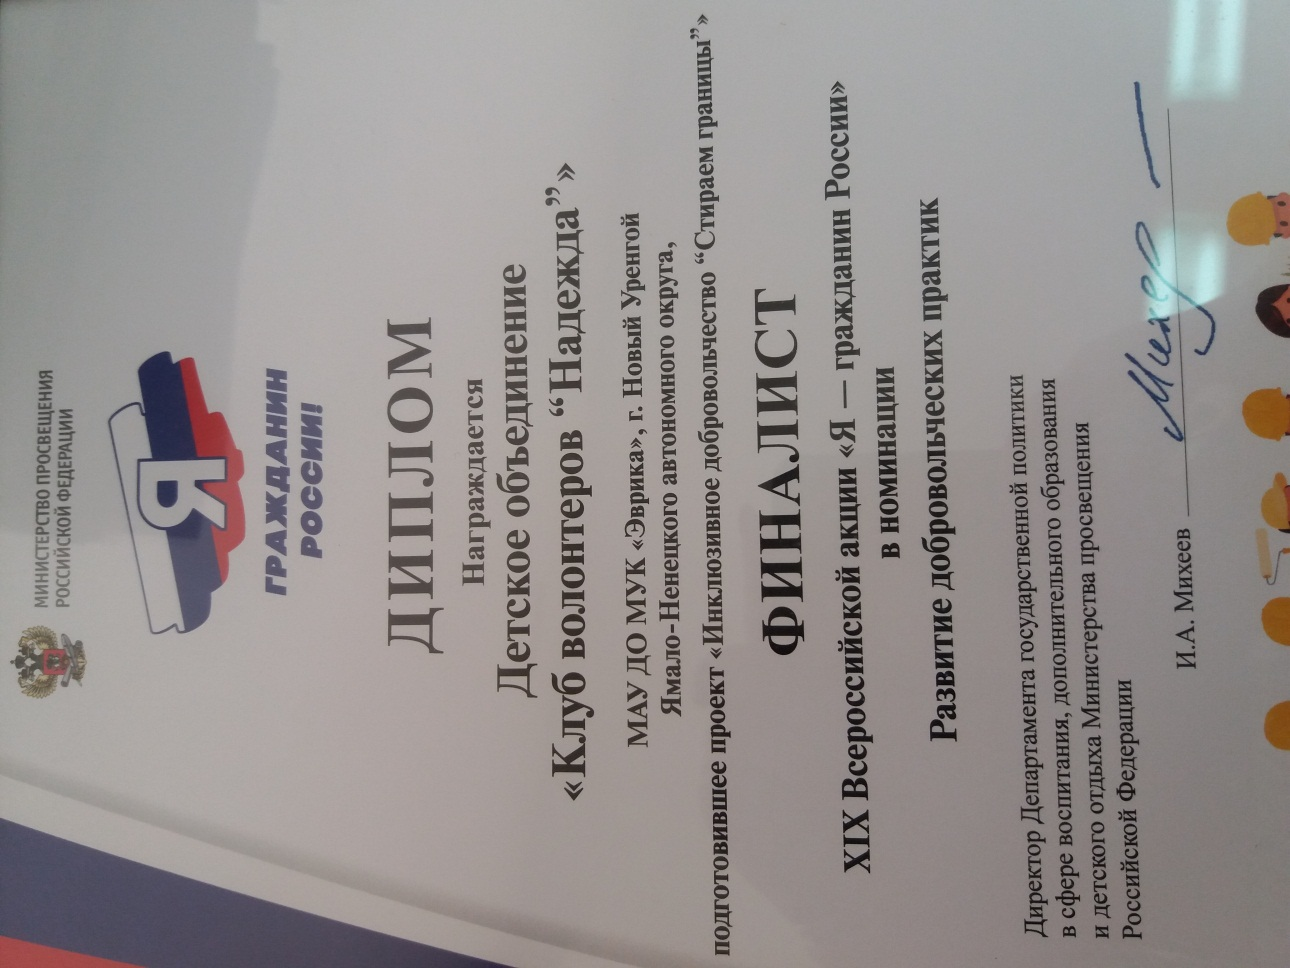 МИНИСТЕРСТВО ПРОСВЕЩЕНИЯ
РОССИЙСКОЙ ФЕДЕРАЦИИ
Я
ГРАЖДАНИН
РОССИИ!
ДИПЛОМ
Награждается
Детское объединение
«Клуб волонтеров “Надежда”»
МАУ ДО МУК «Эврика», г. Новый Уренгой
Ямало-Ненецкого автономного округа,
подготовившее проект «Инклюзивное добровольчество “Стираем границы”»
ФИНАЛИСТ
XIX Всероссийской акции «Я – гражданин России»
в номинации
Развитие добровольческих практик
Директор Департамента государственной политики
в сфере воспитания, дополнительного образования
и детского отдыха Министерства просвещения
Российской Федерации
И.А. Михеев